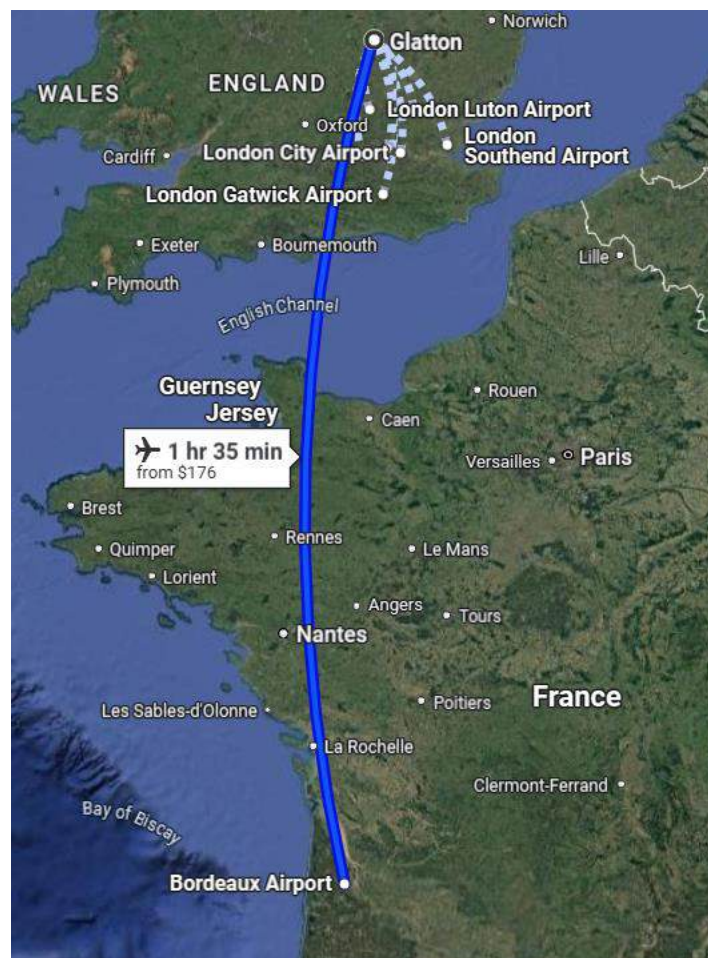 Norwich
Glatton
ENGLAND
WALES
London Luton Airport
Oxford
London
Southend Airport
London City Airport
Cardiff
London Gatwick Airport
Exeter
Bournemouth
Lille
Plymouth
English Channel
Guernsey
Jersey
Rouen
Caen
1 hr 35 min
from $176
Versailles
Paris
Brest
Rennes
Quimper
Le Mans
Lorient
Angers
Tours
Nantes
Les Sables-d'Olonne
Poitiers
France
La Rochelle
Clermont-Ferrand
Bay of Biscay
Bordeaux Airport